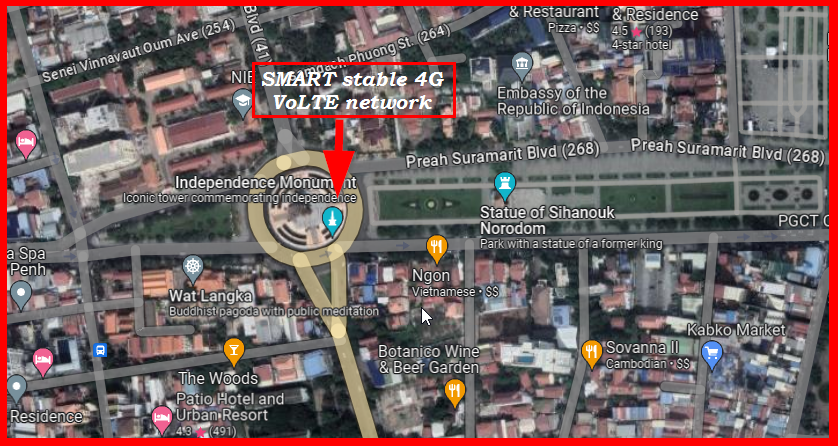 & Restaurant
Pizza • $$
& Residence
4.5 (193)
4-star hotel
Senei Vinnavaut Oum Ave (254)
Blvd (41)
Phuong St. (264)
SMART stable 4G
VoLTE network
Embassy of the
Republic of Indonesia
Preah Suramarit Blvd (268)
Preah Suramarit Blvd (268)
Independence Monument
Iconic tower commemorating independence
Statue of Sihanouk
Norodom
Park with a statue of a former king
PGCT
a Spa
Penh
Ngon
Vietnamese • $$
Wat Langka
Buddhist pagoda with public meditation
Kabko Market
Botanico Wine
& Beer Garden
Sovanna II
Cambodian • $$
The Woods
Patio Hotel and
Urban Resort
4.3 (491)
Residence